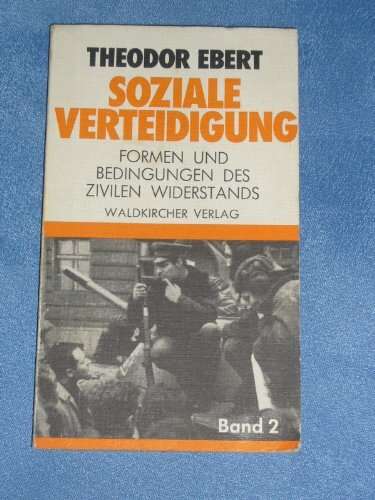 THEODOR EBERT
SOZIALE
VERTEIDIGUNG
FORMEN UND
BEDINGUNGEN DES
ZIVILEN WIDERSTANDS
WALDKIRCHER VERLAG
Band 2